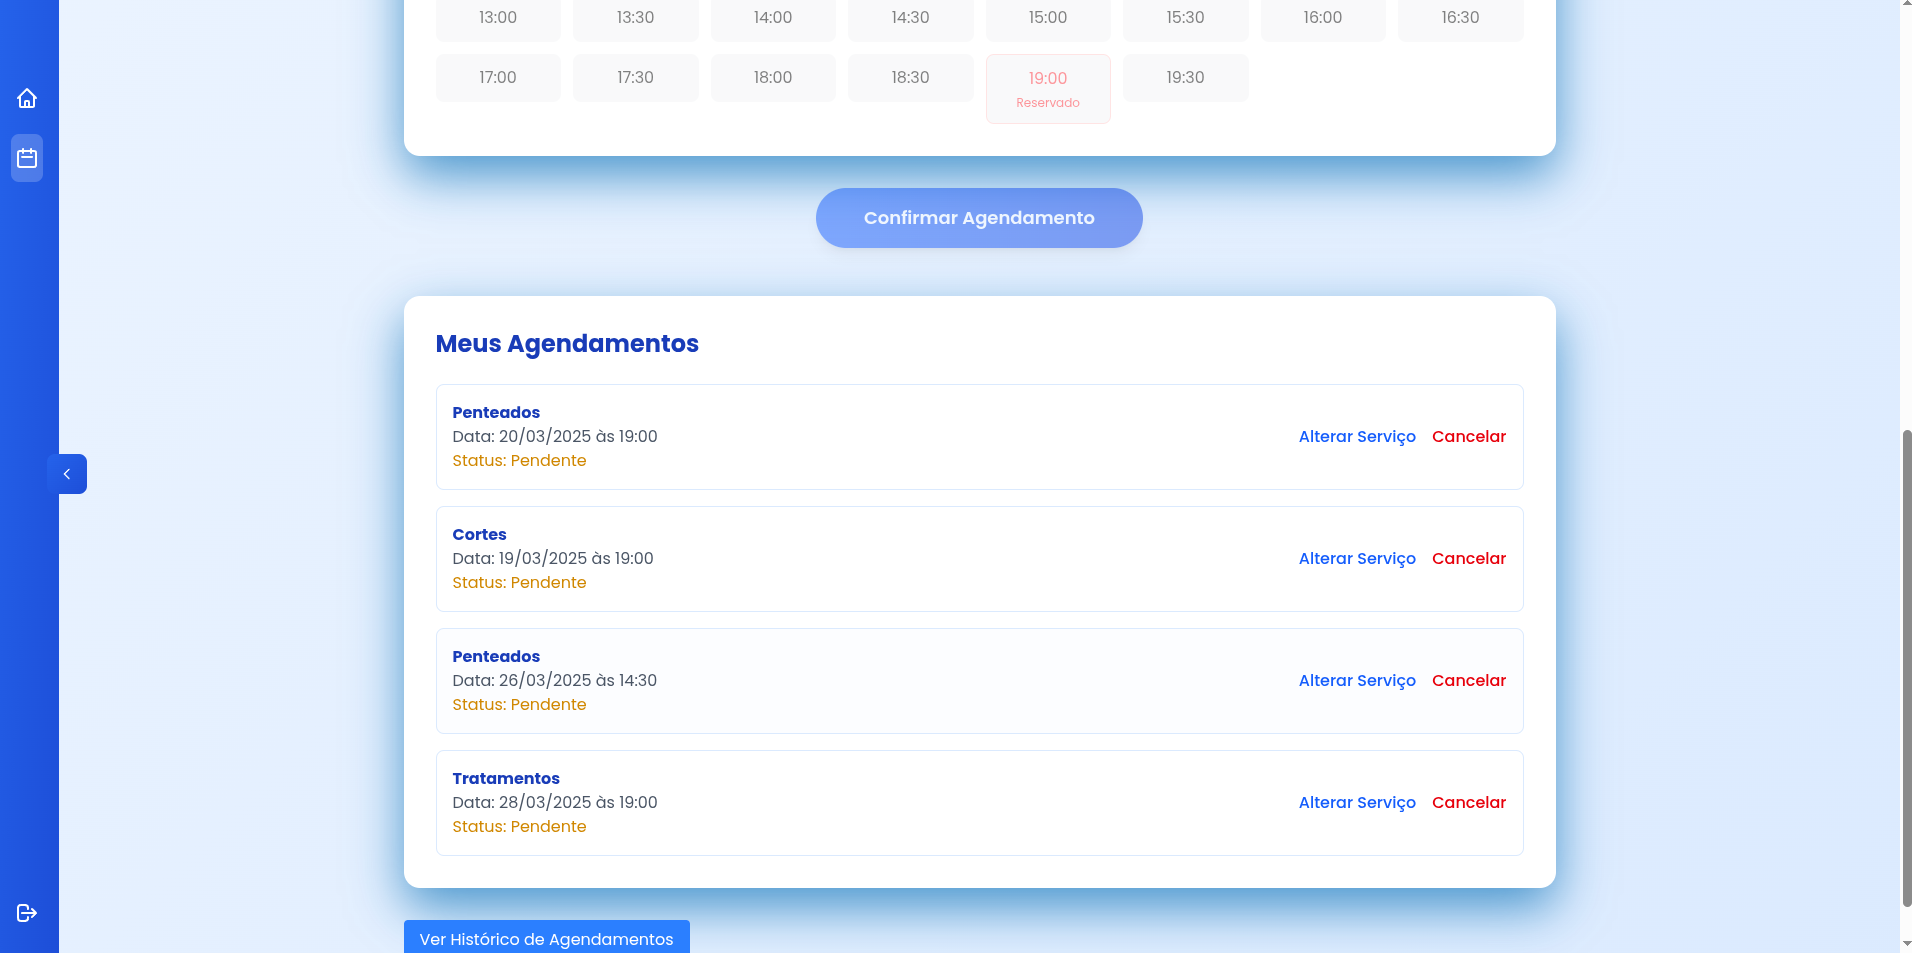 13:00 13:30 14:00 14:30 15:00 15:30 16:00 16:30
17:00 17:30 18:00 18:30 19:00 19:30
Reservado
Confirmar Agendamento
Meus Agendamentos
Penteados
Data: 20/03/2025 às 19:00
Status: Pendente
Alterar Serviço Cancelar
Cortes
Data: 19/03/2025 às 19:00
Status: Pendente
Alterar Serviço Cancelar
Penteados
Data: 26/03/2025 às 14:30
Status: Pendente
Alterar Serviço Cancelar
Tratamentos
Data: 28/03/2025 às 19:00
Status: Pendente
Alterar Serviço Cancelar
Ver Histórico de Agendamentos